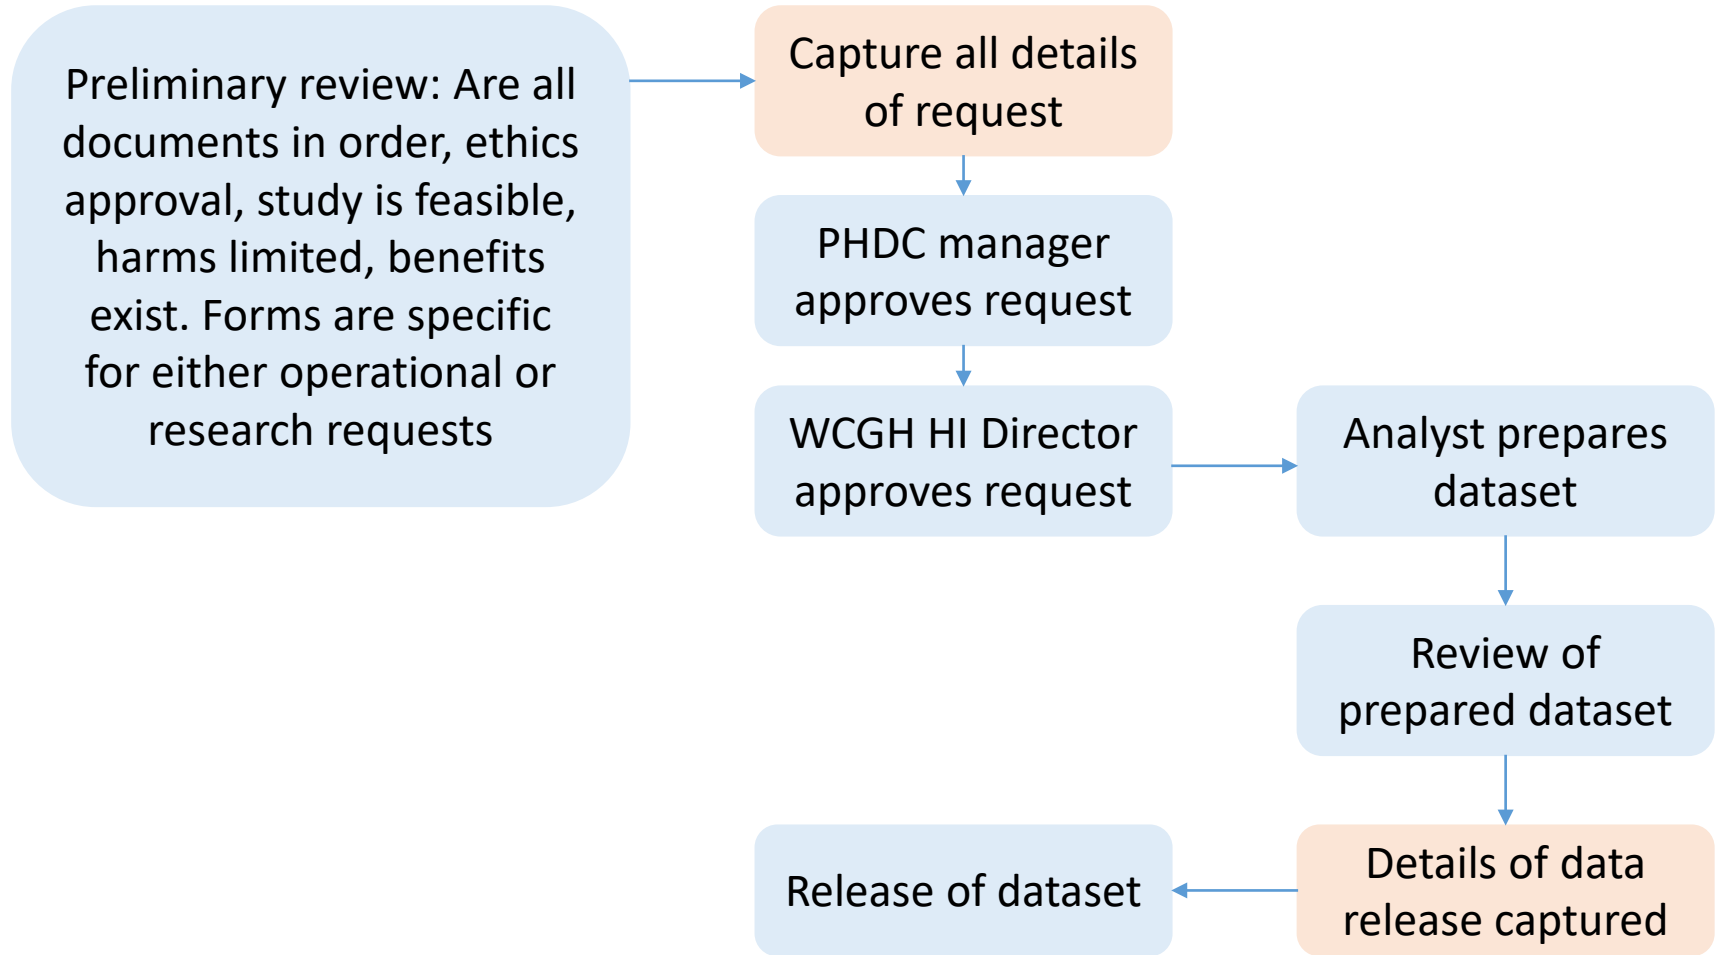 Preliminary review: Are all
documents in order, ethics
approval, study is feasible,
harms limited, benefits
exist. Forms are specific
for either operational or
research requests
Capture all details
of request
PHDC manager
approves request
WCGH HI Director
approves request
Analyst prepares
dataset
Review of
prepared dataset
Details of data
release captured
Release of dataset